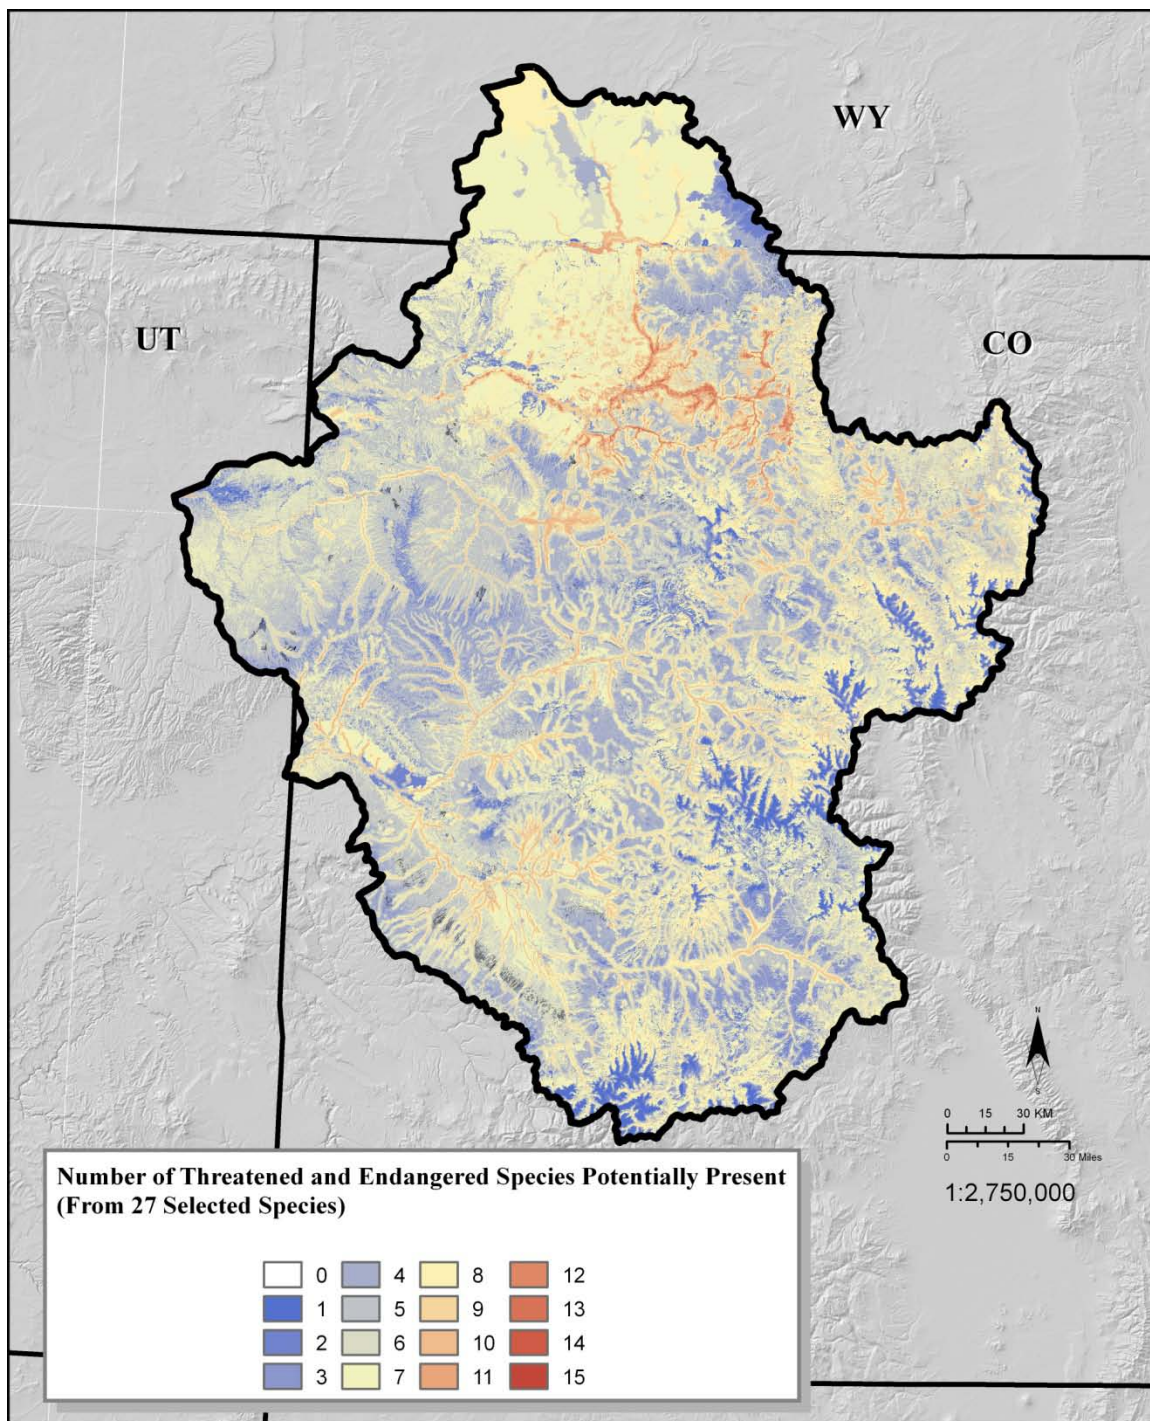 WY
UT
CO
N
S
0 15 30 KM
0 15 30 Miles
1:2,750,000
Number of Threatened and Endangered Species Potentially Present
(From 27 Selected Species)
0 4 8 12
1 5 9 13
2 6 10 14
3 7 11 15